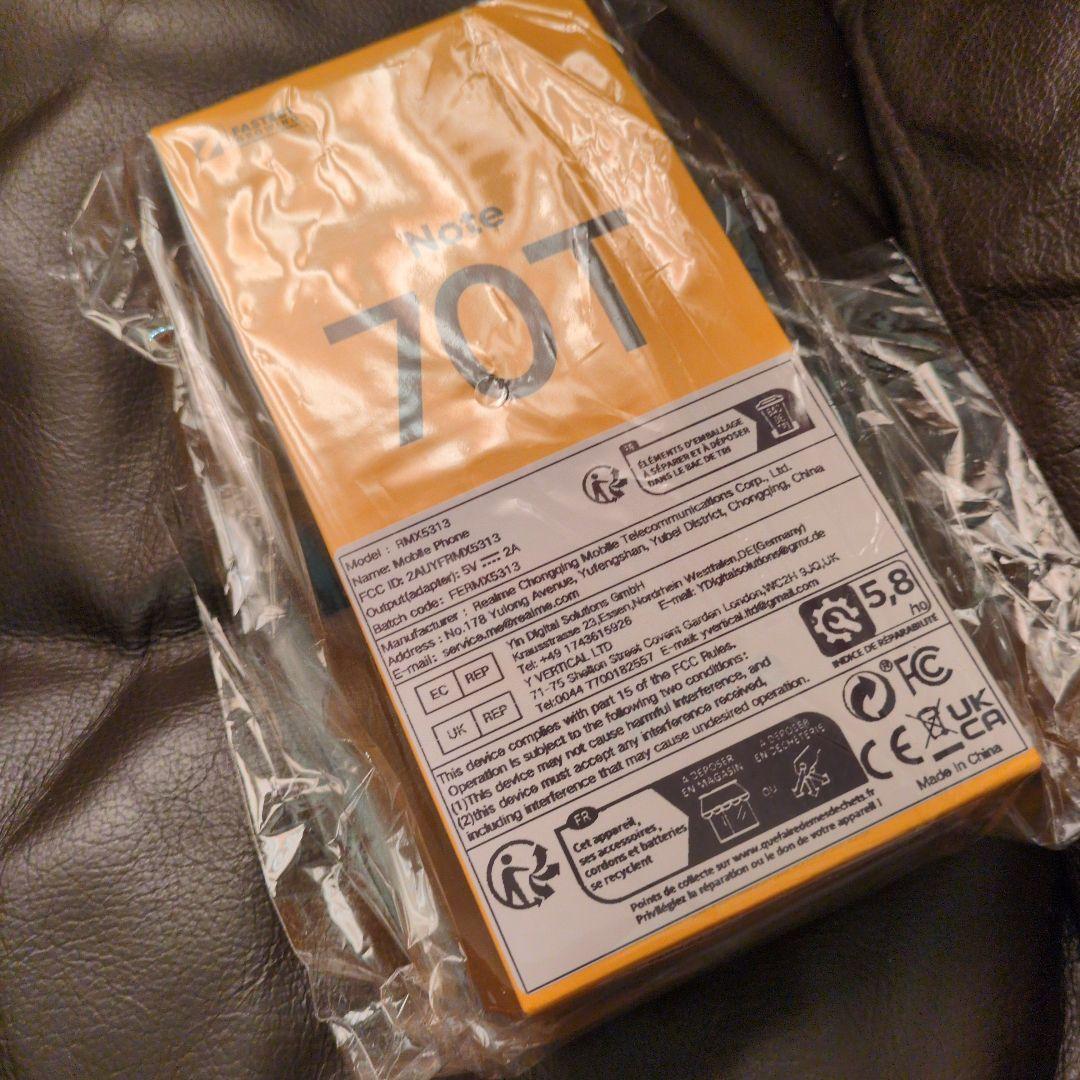 FASTER
Note
70T
FR
ÉLÉMENTS D'EMBALLAGE
À SÉPARER ET À DÉPOSER
DANS LE BAC DE TRI
BAC
DE TRI
Model : RMX5313
Name: Mobile Phone
FCC ID: 2AUYFRMX5313
Output(adapter): 5V 2A
Batch code: FERMX5313
Manufacturer : Realme Chongqing Mobile Telecommunications Corp., Ltd.
Address : No.178 Yulong Avenue, Yufengshan, Yubei District, Chongqing, China
E-mail: service.me@realme.com
EC REP
Yin Digital Solutions GmbH
Krausstrasse 23,Essen,Nordrhein Westfalen,DE(Germany)
Tel: +49 1743615926 E-mail: YDigitalsolutions@gmx.de
UK REP
Y VERTICAL LTD
71-75 Shelton Street Covent Garden London,WC2H 9JQ,UK
Tel:0044 7700182557 E-mail: yvertical.ltd@gmail.com
5,8
/10
INDICE DE RÉPARABILITÉ
This device complies with part 15 of the FCC Rules.
Operation is subject to the following two conditions:
(1)This device may not cause harmful interference, and
(2)this device must accept any interference received,
including interference that may cause undesired operation.
FC
CE
UK
CA
Made in China
FR
Cet appareil,
ses accessoires,
cordons et batteries
se recyclent
À DÉPOSER
EN MAGASIN
OU
À DÉPOSER
EN DÉCHÈTERIE
Points de collecte sur www.quefairedemesdechets.fr
Privilégiez la réparation ou le don de votre appareil !